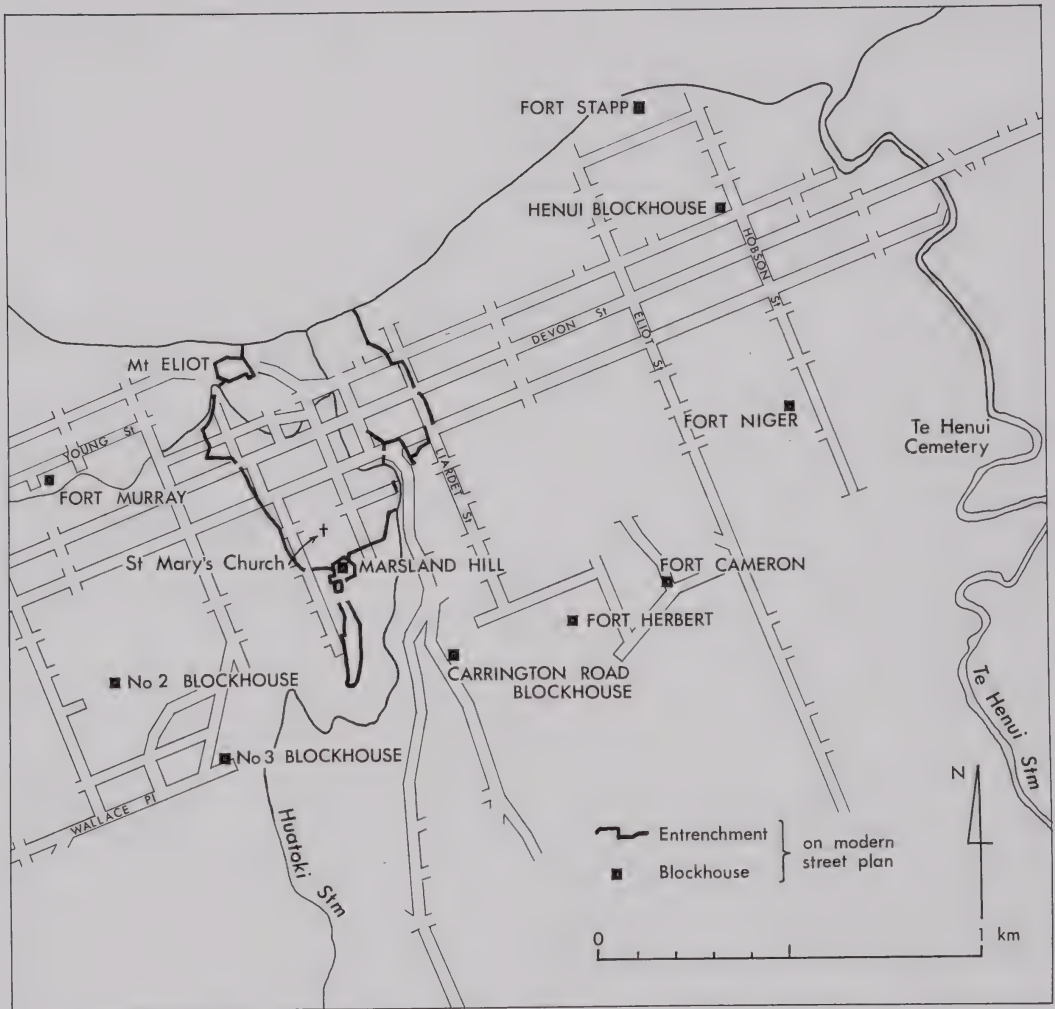 FORT STAPP
HENUI BLOCKHOUSE
HOBSON St
DEVON St
ELIOT St
Mt ELIOT
FORT NIGER
Te Henui
Cemetery
YOUNG St
LIARDET St
FORT MURRAY
St Mary's Church
MARSLAND HILL
FORT CAMERON
FORT HERBERT
CARRINGTON ROAD
BLOCKHOUSE
No 2 BLOCKHOUSE
No 3 BLOCKHOUSE
WALLACE Pl
Huatoki Stm
Te Henui Stm
N
Entrenchment
Blockhouse
on modern
street plan
0
1 km